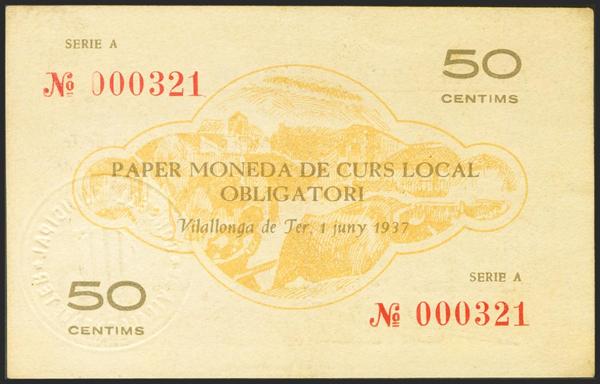 SERIE A
№ 000321
50
CENTIMS
PAPER MONEDA DE CURS LOCAL
OBLIGATORI
Vilallonga de Ter, 1 juny 1937
50
CENTIMS
SERIE A
№ 000321